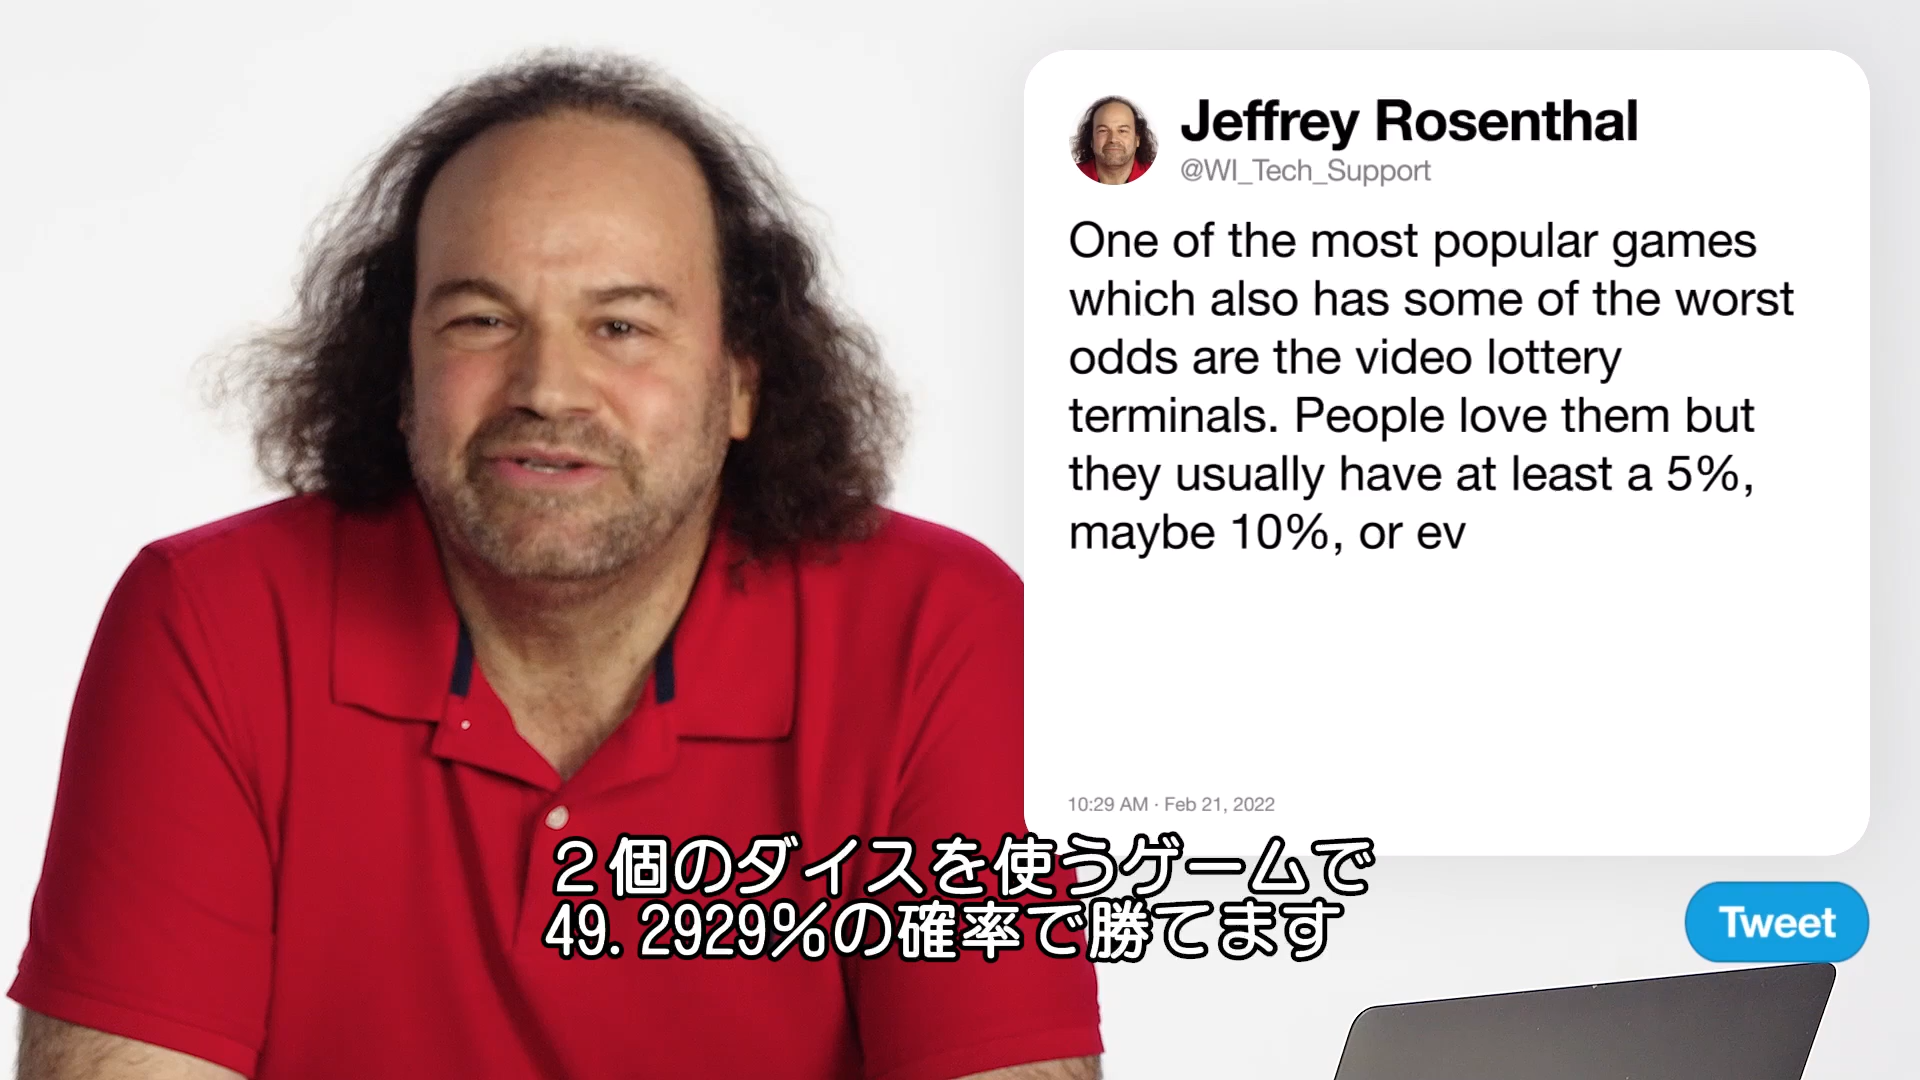 Jeffrey Rosenthal
@WI_Tech_Support
One of the most popular games
which also has some of the worst
odds are the video lottery
terminals. People love them but
they usually have at least a 5%,
maybe 10%, or ev
10:29 AM · Feb 21, 2022
２個のダイスを使うゲームで
49.2929％の確率で勝てます
Tweet